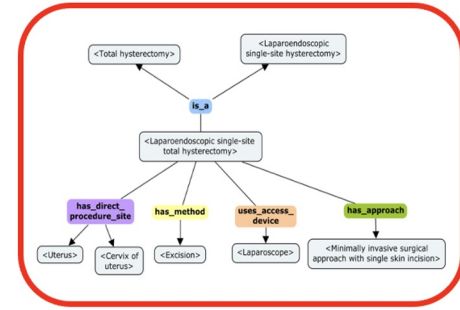 <Total hysterectomy>
<Laparoendoscopic
single-site hysterectomy>
is_a
<Laparoendoscopic single-site
total hysterectomy>
has_direct_
procedure_site
has_method
uses_access_
device
has_approach
<Uterus>
<Cervix of
uterus>
<Excision>
<Laparoscope>
<Minimally invasive surgical
approach with single skin incision>